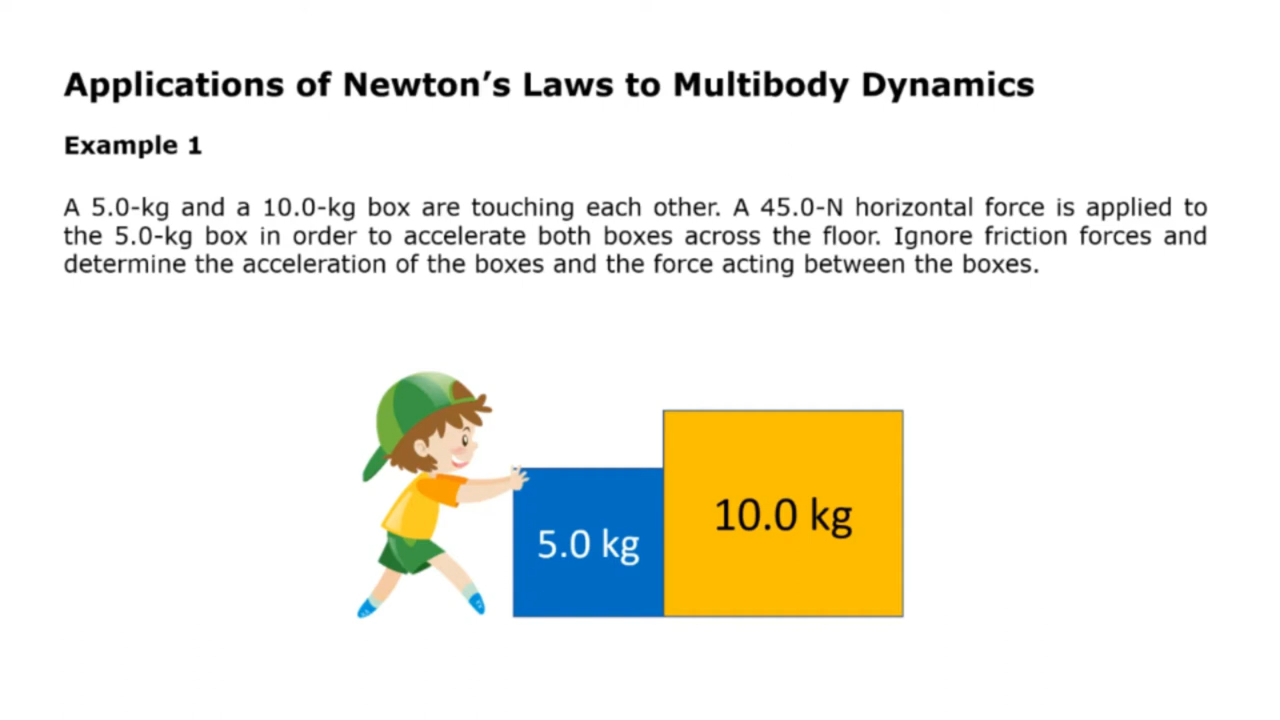 Applications of Newton’s Laws to Multibody Dynamics
Example 1
A 5.0-kg and a 10.0-kg box are touching each other. A 45.0-N horizontal force is applied to
the 5.0-kg box in order to accelerate both boxes across the floor. Ignore friction forces and
determine the acceleration of the boxes and the force acting between the boxes.
5.0 kg
10.0 kg